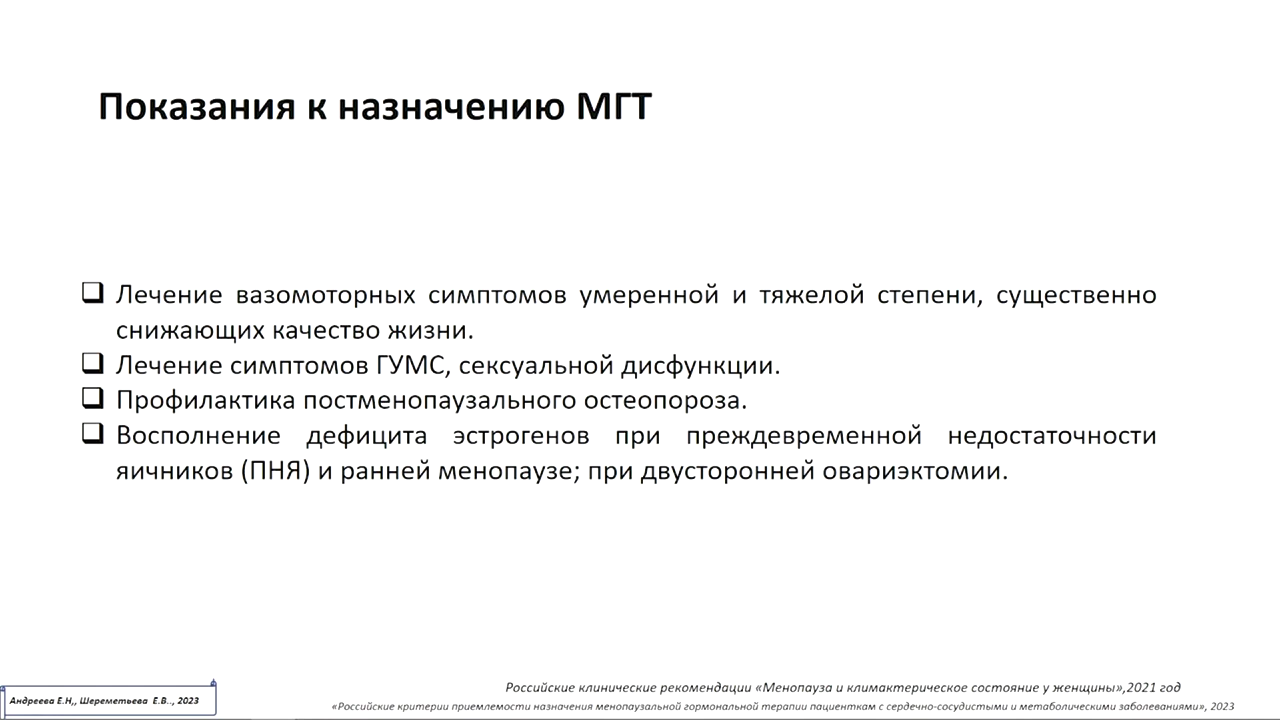 Показания к назначению МГТ
Лечение вазомоторных симптомов умеренной и тяжелой степени, существенно
снижающих качество жизни.
Лечение симптомов ГУМС, сексуальной дисфункции.
Профилактика постменопаузального остеопороза.
Восполнение дефицита эстрогенов при преждевременной недостаточности
яичников (ПНЯ) и ранней менопаузе; при двусторонней овариэктомии.
Российские клинические рекомендации «Менопауза и климактерическое состояние у женщины»,2021 год
Андреева Е.Н,, Шереметьева Е.В.., 2023
«Российские критерии приемлемости назначения менопаузальной гормональной терапии пациенткам с сердечно-сосудистыми и метаболическими заболеваниями», 2023